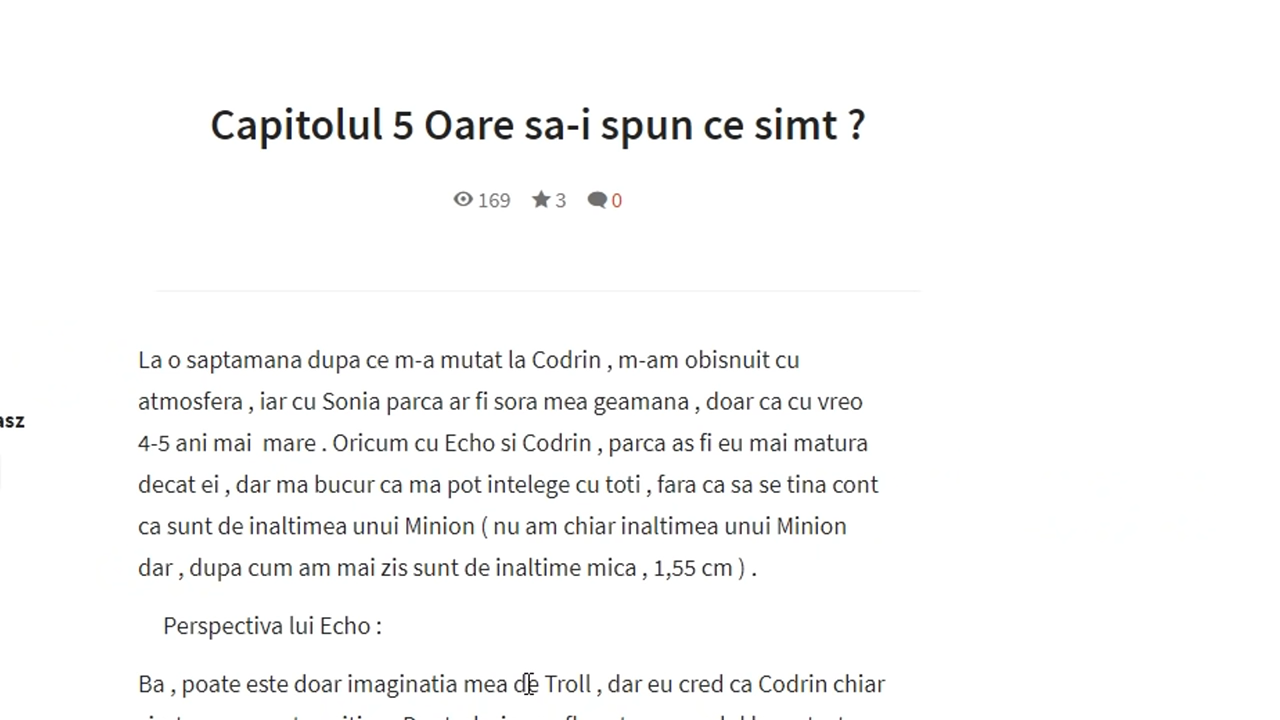 Capitolul 5 Oare sa-i spun ce simt ?
169 3 0
La o saptamana dupa ce m-a mutat la Codrin , m-am obisnuit cu
atmosfera , iar cu Sonia parca ar fi sora mea geamana , doar ca cu vreo
asz
4-5 ani mai  mare . Oricum cu Echo si Codrin , parca as fi eu mai matura
decat ei , dar ma bucur ca ma pot intelege cu toti , fara ca sa se tina cont
ca sunt de inaltimea unui Minion ( nu am chiar inaltimea unui Minion
dar , dupa cum am mai zis sunt de inaltime mica , 1,55 cm ) .
Perspectiva lui Echo :
Ba , poate este doar imaginatia mea de Troll , dar eu cred ca Codrin chiar